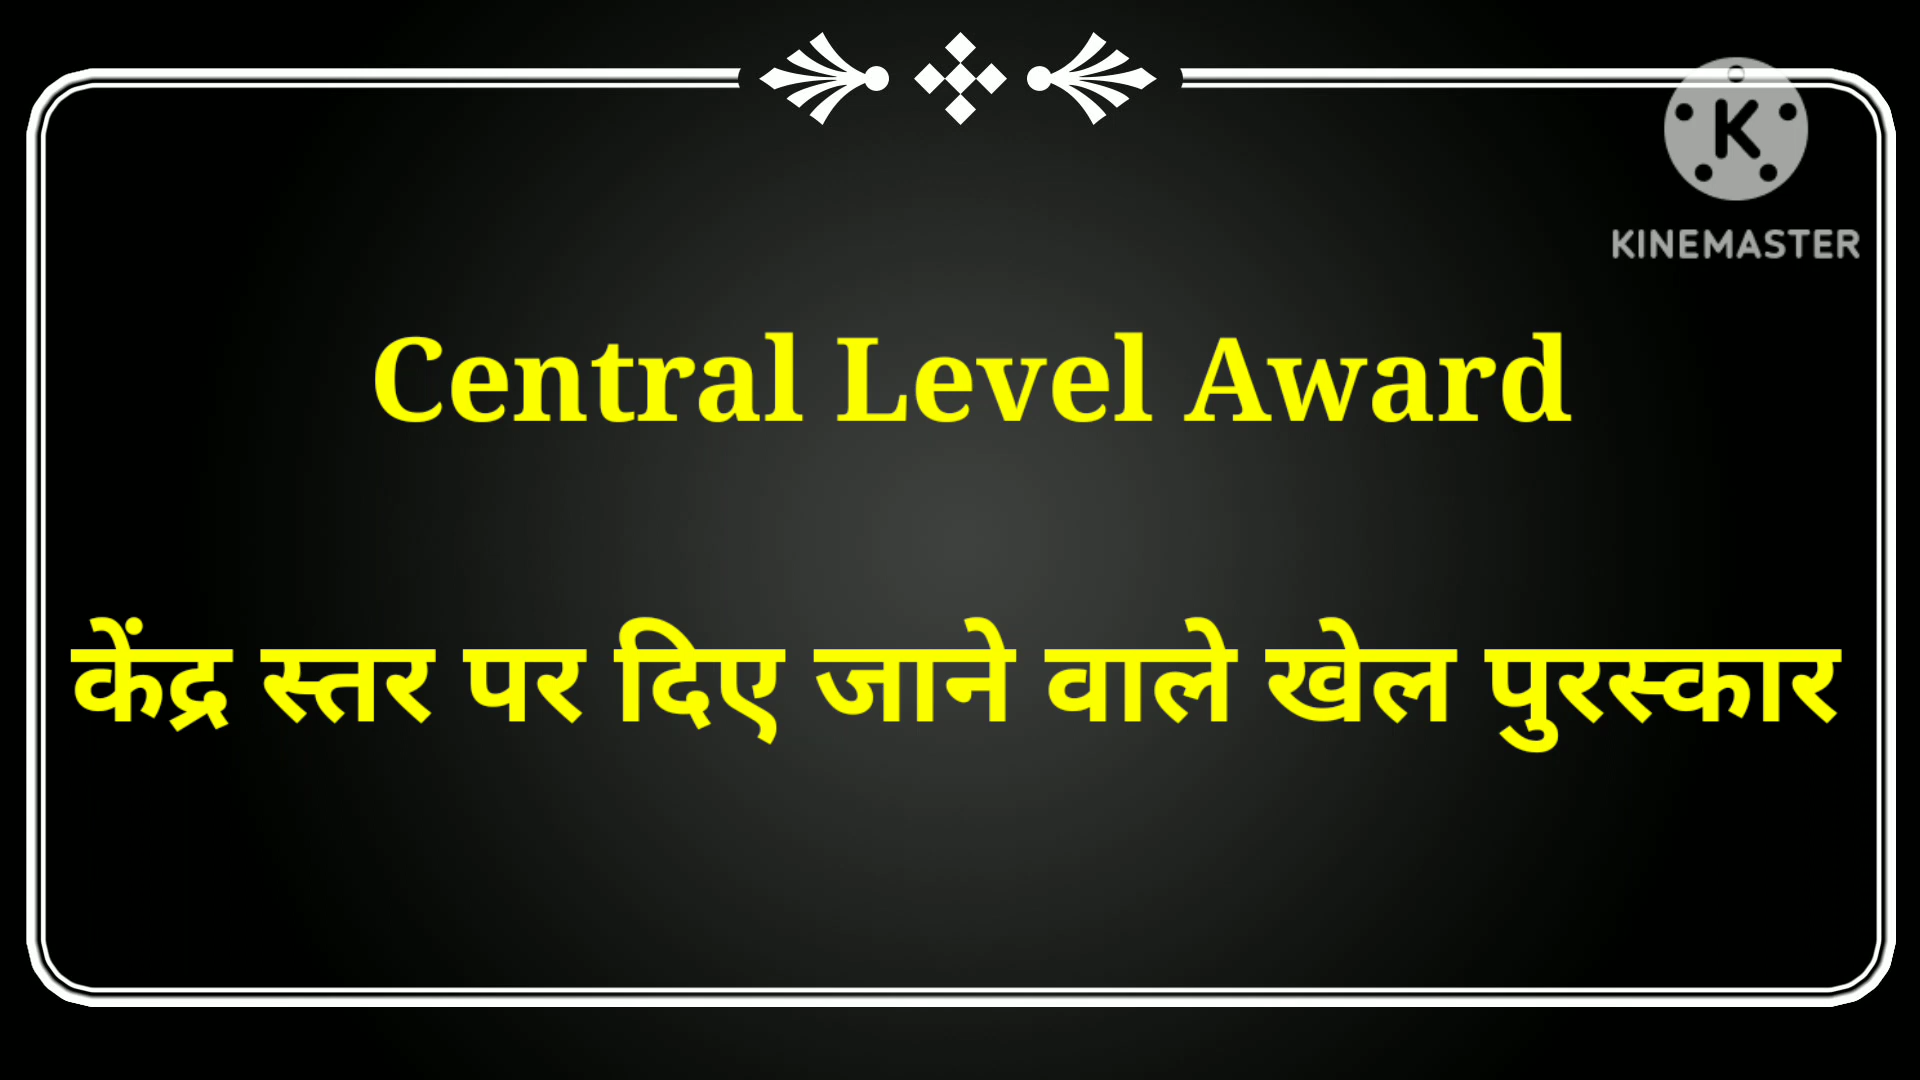 K
KINEMASTER
Central Level Award
केंद्र स्तर पर दिए जाने वाले खेल पुरस्कार